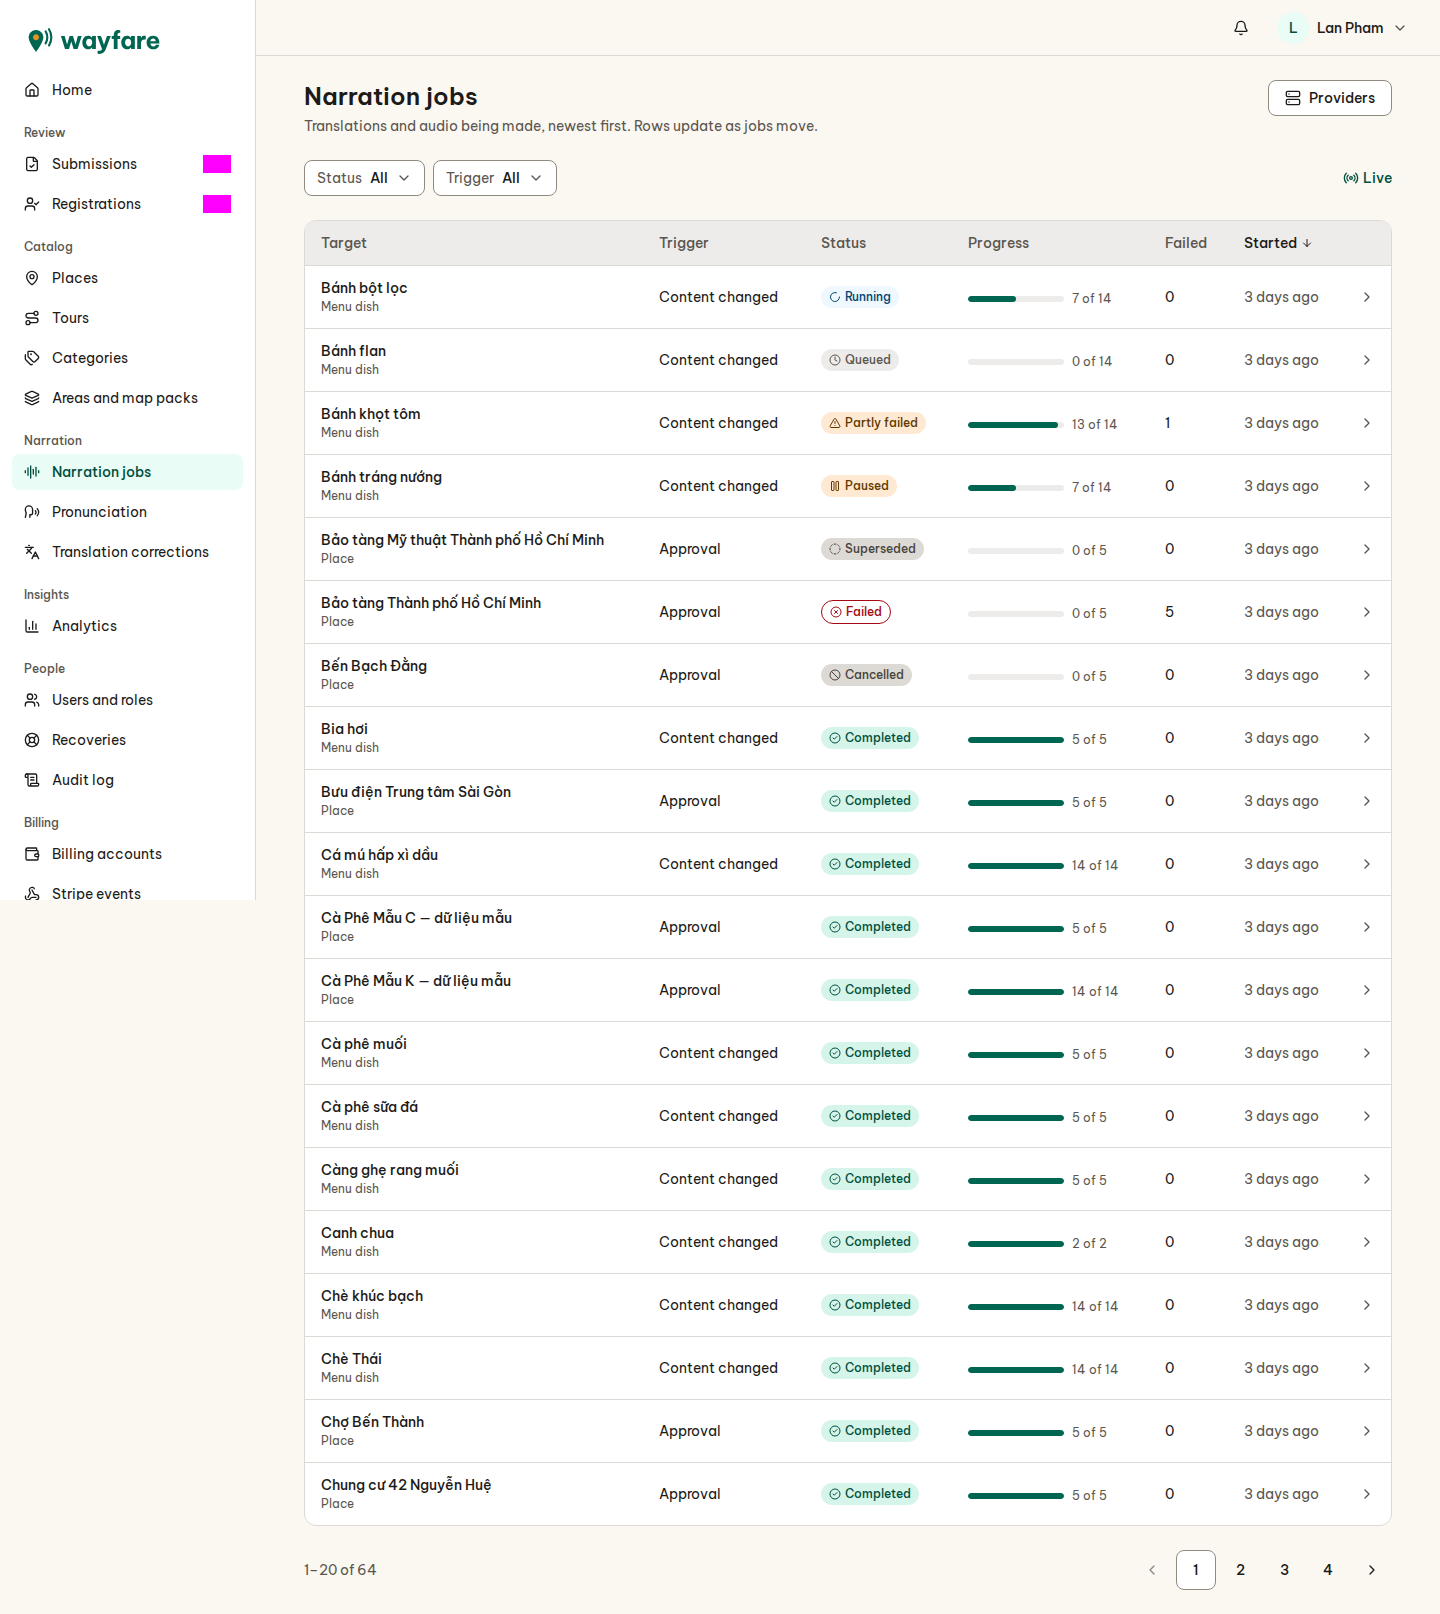 wayfare
Home
Review
Submissions
Registrations
Catalog
Places
Tours
Categories
Areas and map packs
Narration
Narration jobs
Pronunciation
Translation corrections
Insights
Analytics
People
Users and roles
Recoveries
Audit log
Billing
Billing accounts
Stripe events
L Lan Pham
Narration jobs
Providers
Translations and audio being made, newest first. Rows update as jobs move.
Status All Trigger All Live
Target Trigger Status Progress Failed Started
Bánh bột lọc
Menu dish
Content changed Running 7 of 14 0 3 days ago
Bánh flan
Menu dish
Content changed Queued 0 of 14 0 3 days ago
Bánh khọt tôm
Menu dish
Content changed Partly failed 13 of 14 1 3 days ago
Bánh tráng nướng
Menu dish
Content changed Paused 7 of 14 0 3 days ago
Bảo tàng Mỹ thuật Thành phố Hồ Chí Minh
Place
Approval Superseded 0 of 5 0 3 days ago
Bảo tàng Thành phố Hồ Chí Minh
Place
Approval Failed 0 of 5 5 3 days ago
Bến Bạch Đằng
Place
Approval Cancelled 0 of 5 0 3 days ago
Bia hơi
Menu dish
Content changed Completed 5 of 5 0 3 days ago
Bưu điện Trung tâm Sài Gòn
Place
Approval Completed 5 of 5 0 3 days ago
Cá mú hấp xì dầu
Menu dish
Content changed Completed 14 of 14 0 3 days ago
Cà Phê Mẫu C — dữ liệu mẫu
Place
Approval Completed 5 of 5 0 3 days ago
Cà Phê Mẫu K — dữ liệu mẫu
Place
Approval Completed 14 of 14 0 3 days ago
Cà phê muối
Menu dish
Content changed Completed 5 of 5 0 3 days ago
Cà phê sữa đá
Menu dish
Content changed Completed 5 of 5 0 3 days ago
Càng ghẹ rang muối
Menu dish
Content changed Completed 5 of 5 0 3 days ago
Canh chua
Menu dish
Content changed Completed 2 of 2 0 3 days ago
Chè khúc bạch
Menu dish
Content changed Completed 14 of 14 0 3 days ago
Chè Thái
Menu dish
Content changed Completed 14 of 14 0 3 days ago
Chợ Bến Thành
Place
Approval Completed 5 of 5 0 3 days ago
Chung cư 42 Nguyễn Huệ
Place
Approval Completed 5 of 5 0 3 days ago
1–20 of 64
1 2 3 4